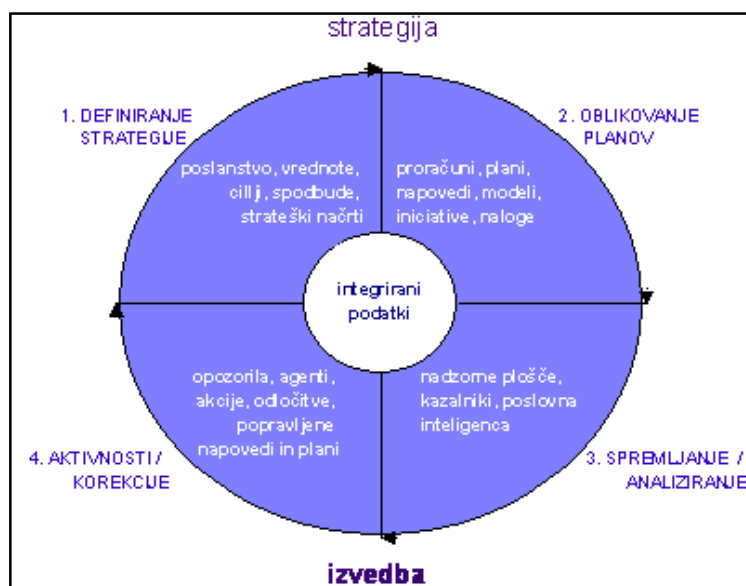 strategija
1. DEFINIRANJE
STRATEGIJE
2. OBLIKOVANJE
PLANOV
poslanstvo, vrednote,
cillji, spodbude,
strateški načrti
proračuni, plani,
napovedi, modeli,
iniciative, naloge
integrirani
podatki
opozorila, agenti,
akcije, odločitve,
popravljene
napovedi in plani
nadzorne plošče,
kazalniki, poslovna
inteligenca
4. AKTIVNOSTI /
KOREKCIJE
3. SPREMLJANJE /
ANALIZIRANJE
izvedba